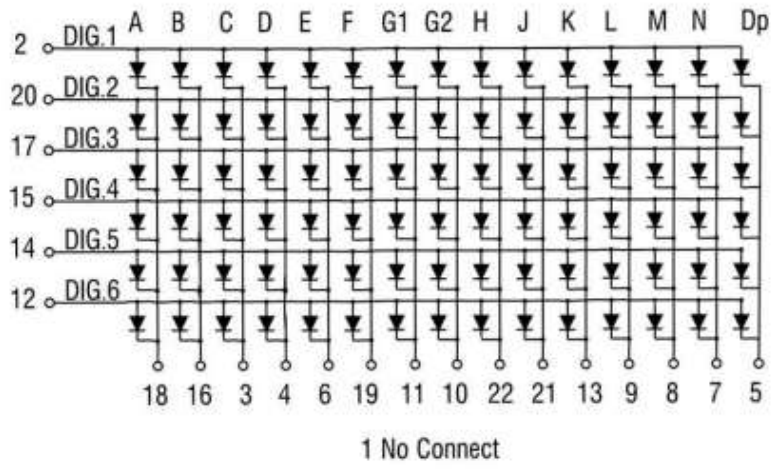 A B C D E F G1 G2 H J K L M N Dp
2 DIG.1
20 DIG.2
17 DIG.3
15 DIG.4
14 DIG.5
12 DIG.6
18 16 3 4 6 19 11 10 22 21 13 9 8 7 5
1 No Connect